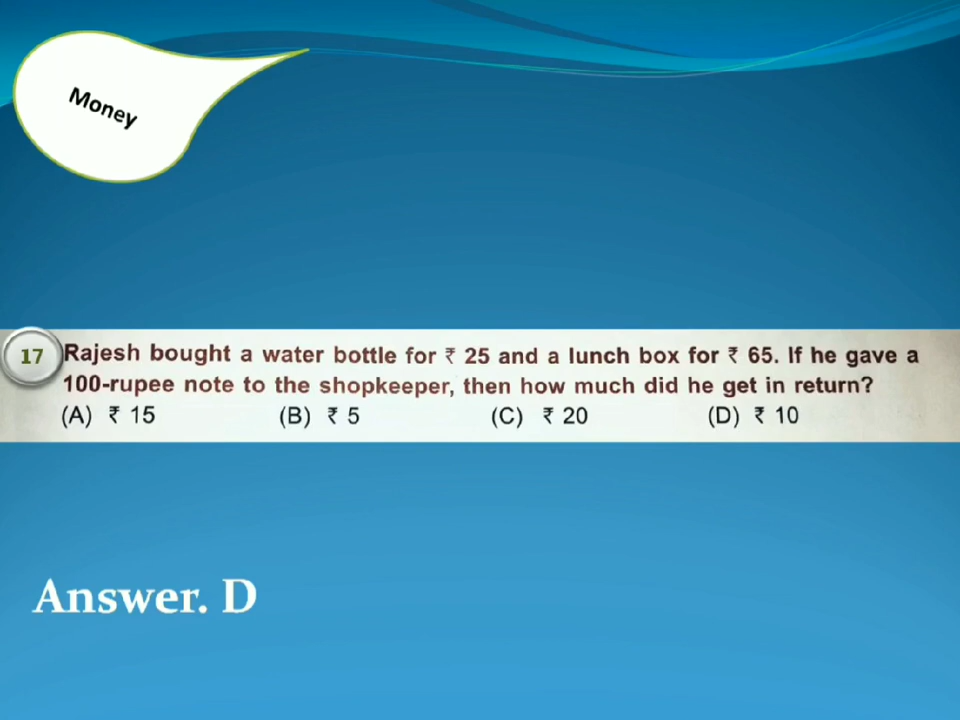 Money
17 Rajesh bought a water bottle for ₹ 25 and a lunch box for ₹ 65. If he gave a
100-rupee note to the shopkeeper, then how much did he get in return?
(A) ₹ 15 (B) ₹ 5 (C) ₹ 20 (D) ₹ 10
Answer. D